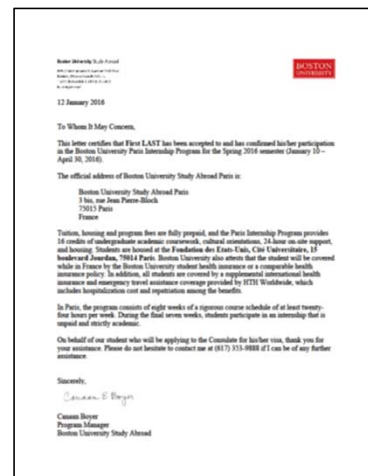 Boston University Study Abroad
BOSTON
UNIVERSITY
12 January 2016
To Whom It May Concern,
This letter certifies that First LAST has been accepted to and has confirmed his/her participation
in the Boston University Paris Internship Program for the Spring 2016 semester (January 10 –
April 30, 2016).
The official address of Boston University Study Abroad Paris is:
Boston University Study Abroad Paris
3 bis, rue Jean Pierre-Bloch
75015 Paris
France
Tuition, housing and program fees are fully prepaid, and the Paris Internship Program provides
16 credits of undergraduate academic coursework, cultural orientations, 24-hour on-site support,
and housing. Students are housed at the Fondation des Etats-Unis, Cité Universitaire, 15
boulevard Jourdan, 75014 Paris. Boston University also attests that the student will be covered
while in France by the Boston University student health insurance or a comparable health
insurance policy. In addition, all students are covered by a supplemental international health
insurance and emergency travel assistance coverage provided by HTH Worldwide, which
includes hospitalization cost and repatriation among the benefits.
In Paris, the program consists of eight weeks of a rigorous course schedule of at least twenty-
four hours per week. During the final seven weeks, students participate in an internship that is
unpaid and strictly academic.
On behalf of our student who will be applying to the Consulate for his/her visa, thank you for
your assistance. Please do not hesitate to contact me at (617) 353-9888 if I can be of any further
assistance.
Sincerely,
Canaan E Boyer
Canaan Boyer
Program Manager
Boston University Study Abroad